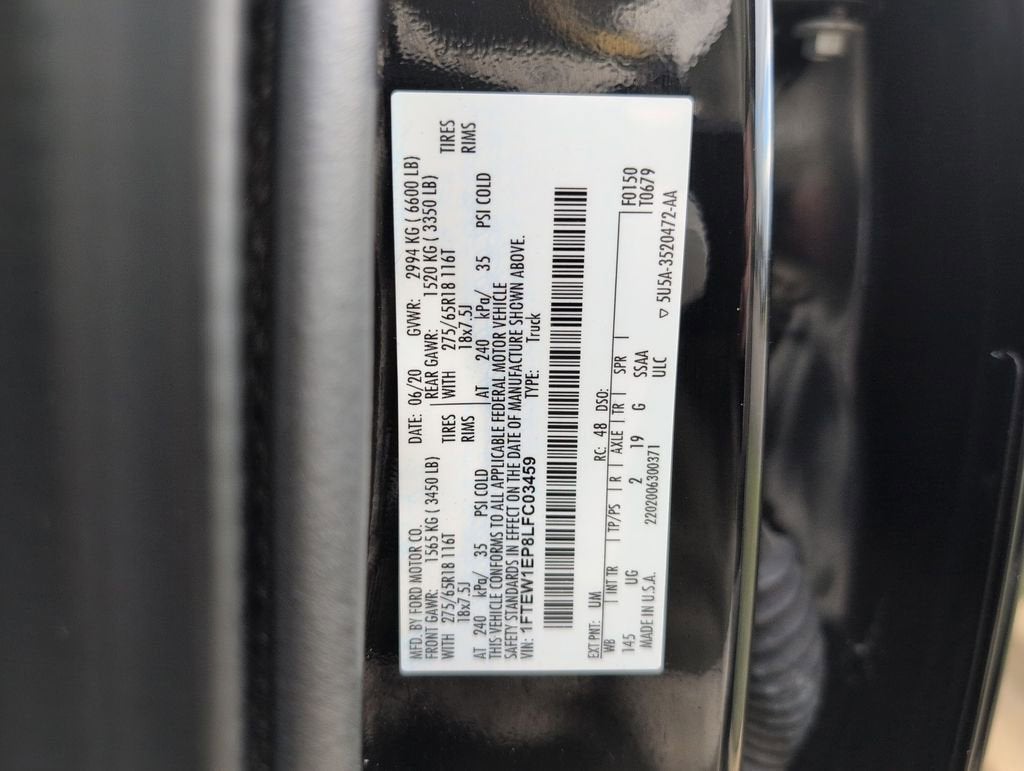 MFD. BY FORD MOTOR CO. DATE: 06/20 GVWR: 2994 KG ( 6600 LB)
FRONT GAWR: 1565 KG ( 3450 LB) REAR GAWR: 1520 KG ( 3350 LB)
WITH 275/65R18 116T TIRES WITH 275/65R18 116T TIRES
18x7.5J RIMS 18x7.5J RIMS
AT 240 kPa/ 35 PSI COLD AT 240 kPa/ 35 PSI COLD
THIS VEHICLE CONFORMS TO ALL APPLICABLE FEDERAL MOTOR VEHICLE
SAFETY STANDARDS IN EFFECT ON THE DATE OF MANUFACTURE SHOWN ABOVE.
VIN: 1FTEW1EP8LFC03459 TYPE: Truck
EXT PNT: UM RC: 48 DSO:
WB INT TR TP/PS R AXLE TR SPR F0150
145 UG 2 19 G SSAA T0679
MADE IN U.S.A. 2202006300371 ULC
▽ 5U5A-3520472-AA